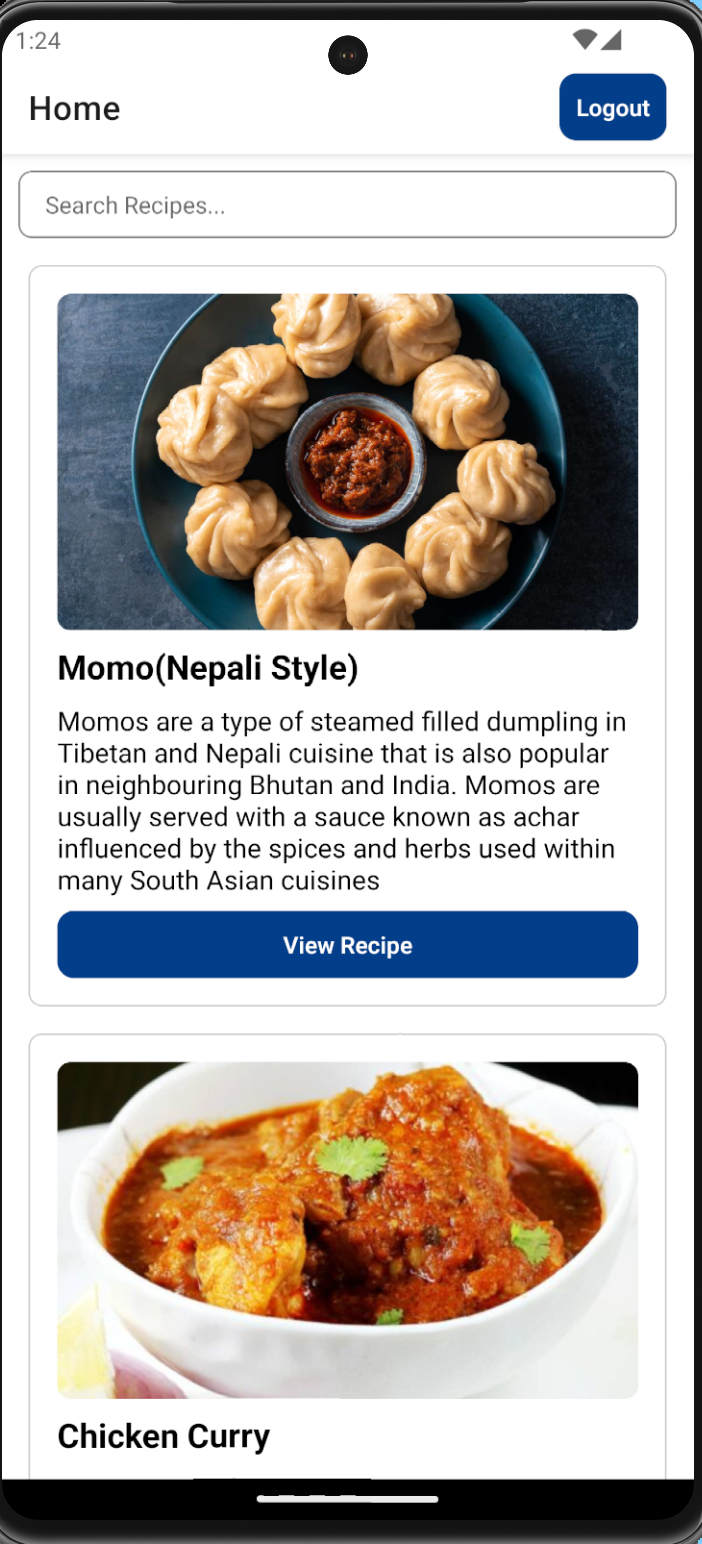 1:24
Home
Logout
Search Recipes...
Momo(Nepali Style)
Momos are a type of steamed filled dumpling in
Tibetan and Nepali cuisine that is also popular
in neighbouring Bhutan and India. Momos are
usually served with a sauce known as achar
influenced by the spices and herbs used within
many South Asian cuisines
View Recipe
Chicken Curry